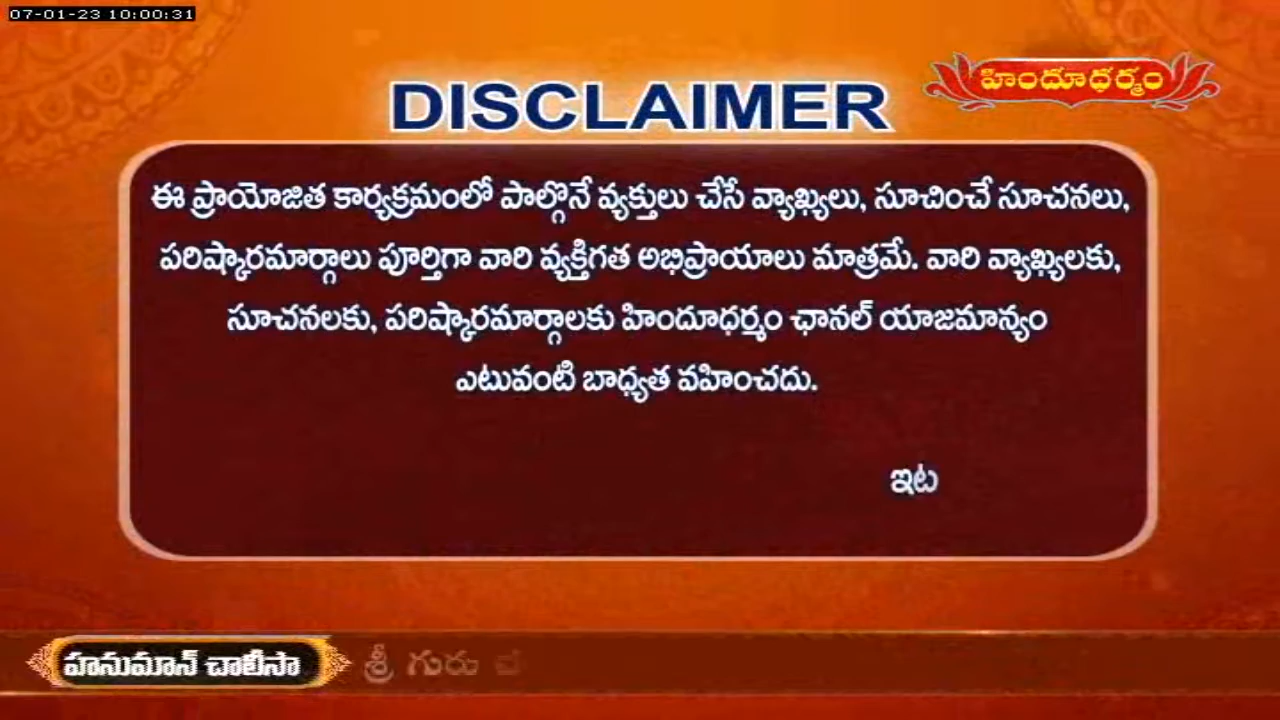 07-01-23 10:00:31
హిందూధర్మం
DISCLAIMER
ఈ ప్రాయోజిత కార్యక్రమంలో పాల్గొనే వ్యక్తులు చేసే వ్యాఖ్యలు, సూచించే సూచనలు,
పరిష్కారమార్గాలు పూర్తిగా వారి వ్యక్తిగత అభిప్రాయాలు మాత్రమే. వారి వ్యాఖ్యలకు,
సూచనలకు, పరిష్కారమార్గాలకు హిందూధర్మం ఛానల్ యాజమాన్యం
ఎటువంటి బాధ్యత వహించదు.
ఇట
హనుమాన్ చాలీసా శ్రీ గురు